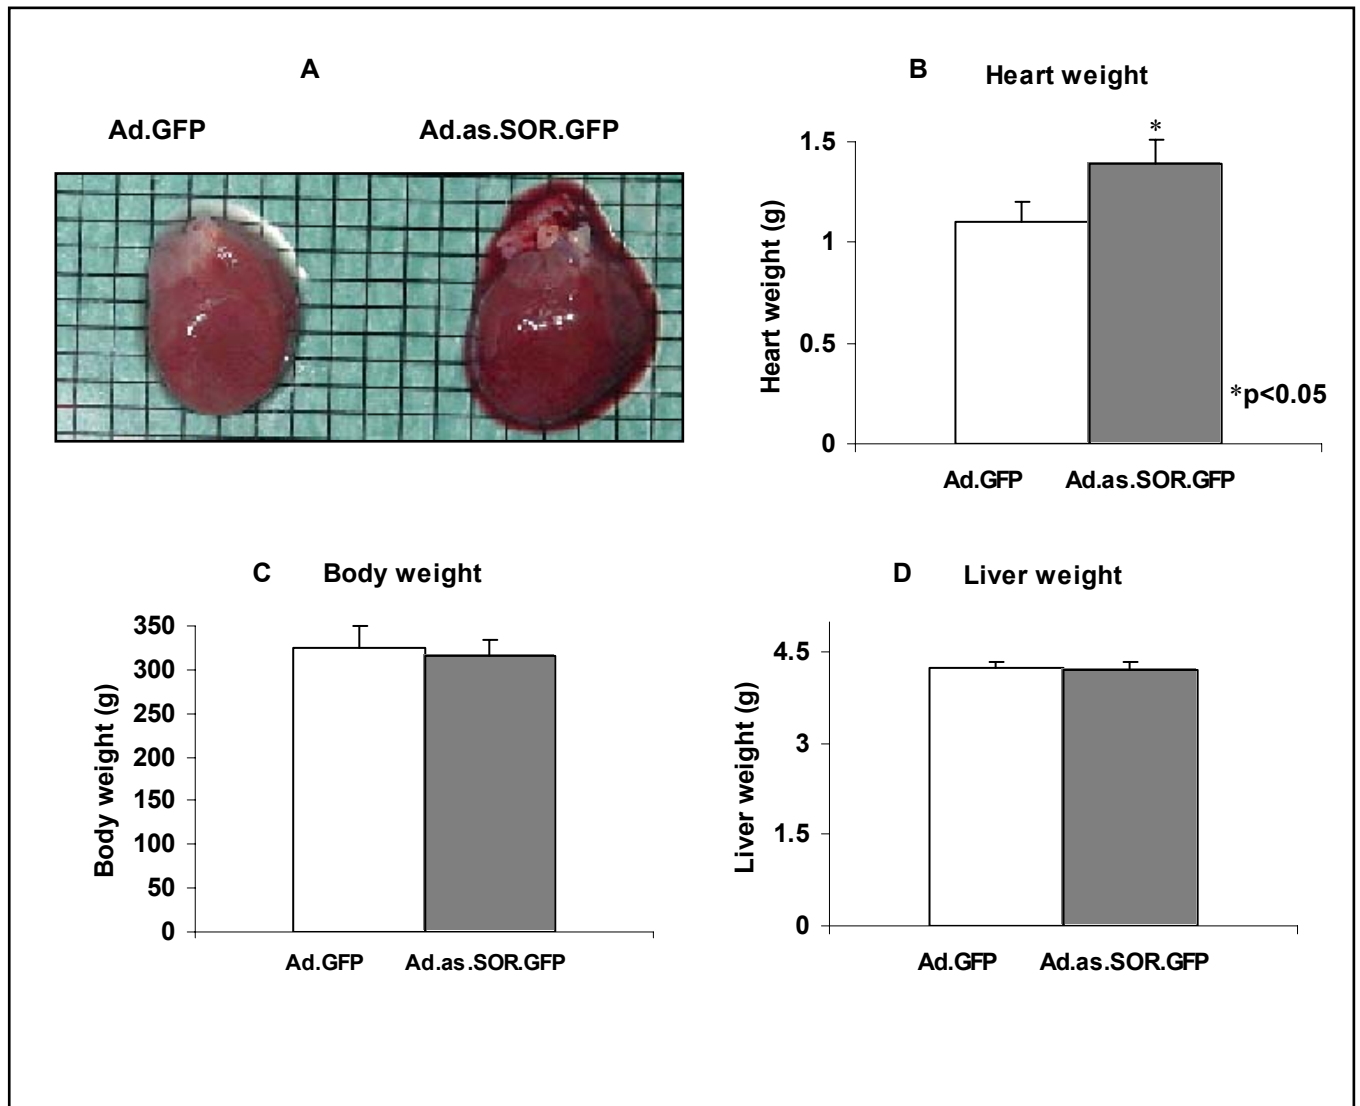 A
Ad.GFP Ad.as.SOR.GFP
B Heart weight
Heart weight (g)
1.5
1
0.5
0
*
*p<0.05
Ad.GFP Ad.as.SOR.GFP
C Body weight
Body weight (g)
350
300
250
200
150
100
50
0
Ad.GFP Ad.as.SOR.GFP
D Liver weight
Liver weight (g)
4.5
3
1.5
0
Ad.GFP Ad.as.SOR.GFP